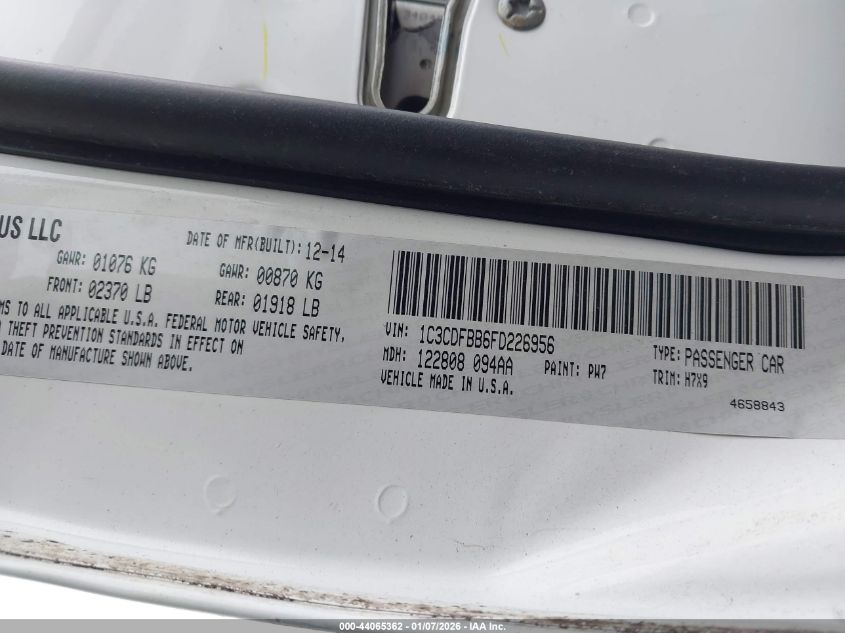 US LLC
DATE OF MFR(BUILT): 12-14
GAWR: 01076 KG GAWR: 00870 KG
FRONT: 02370 LB REAR: 01918 LB
TO ALL APPLICABLE U.S.A. FEDERAL MOTOR VEHICLE SAFETY,
THEFT PREVENTION STANDARDS IN EFFECT ON
DATE OF MANUFACTURE SHOWN ABOVE.
VIN: 1C3CDFBB6FD226956 TYPE: PASSENGER CAR
MDH: 122808 094AA PAINT: PW7 TRIM: H7X9
VEHICLE MADE IN U.S.A. 4658843
000-44065362 - 01/07/2026 - IAA Inc.